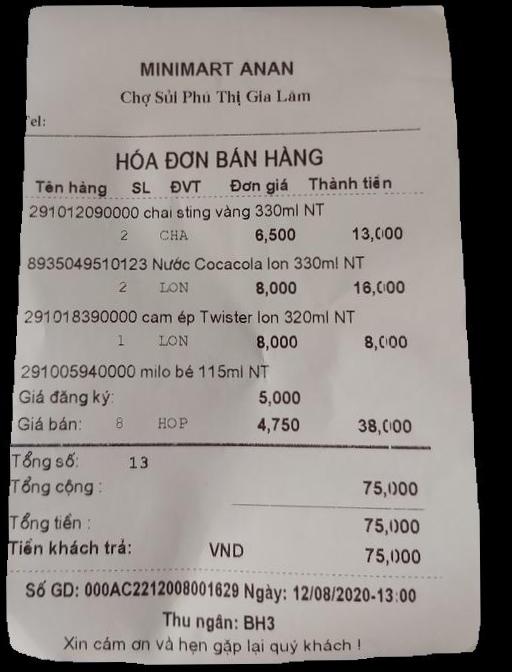 MINIMART ANAN
Chợ Sủi Phú Thị Gia Lâm
Tel:
HÓA ĐƠN BÁN HÀNG
Tên hàng SL ĐVT Đơn giá Thành tiền
291012090000 chai sting vàng 330ml NT
2 CHA 6,500 13,000
8935049510123 Nước Cocacola lon 330ml NT
2 LON 8,000 16,000
291018390000 cam ép Twister lon 320ml NT
1 LON 8,000 8,000
291005940000 milo bé 115ml NT
Giá đăng ký: 5,000
Giá bán: 8 HOP 4,750 38,000
Tổng số: 13
Tổng cộng : 75,000
Tổng tiền : 75,000
Tiền khách trả: VND 75,000
Số GD: 000AC2212008001629 Ngày: 12/08/2020-13:00
Thu ngân: BH3
Xin cám ơn và hẹn gặp lại quý khách !